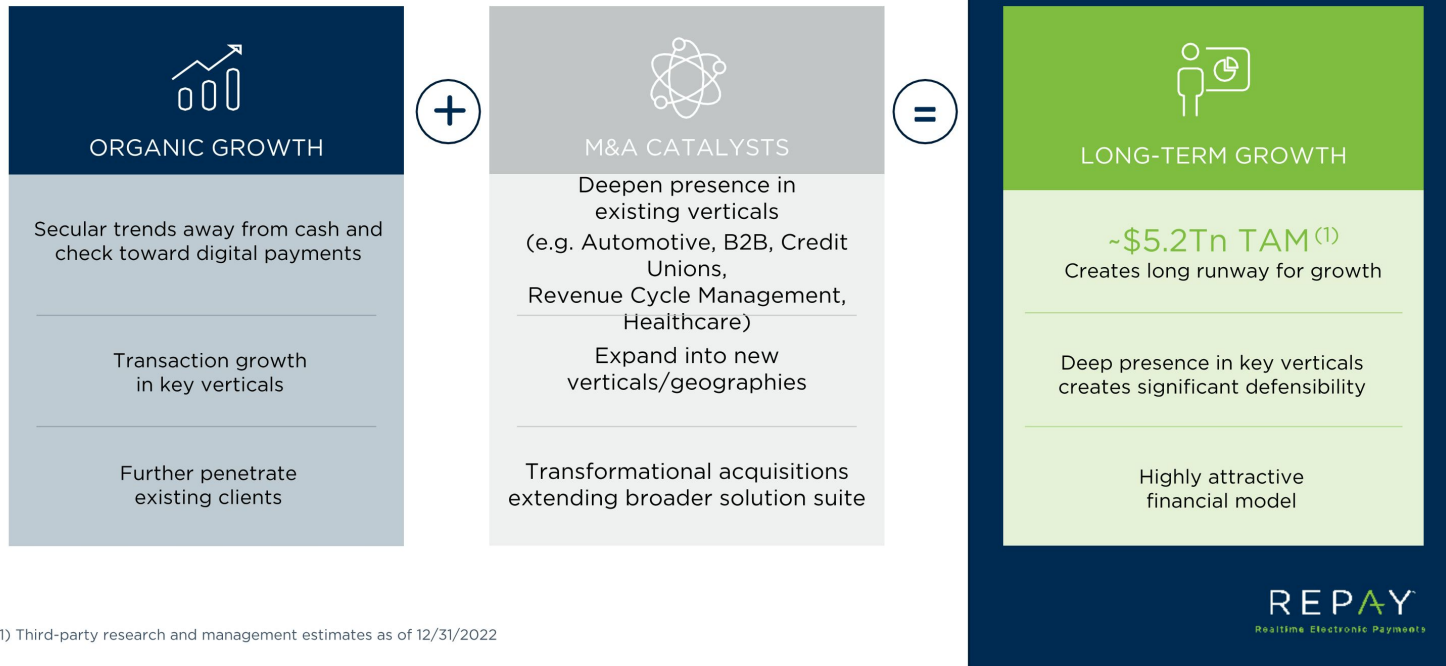 ORGANIC GROWTH
Secular trends away from cash and
check toward digital payments
Transaction growth
in key verticals
Further penetrate
existing clients
+
M&A CATALYSTS
Deepen presence in
existing verticals
(e.g. Automotive, B2B, Credit
Unions,
Revenue Cycle Management,
Healthcare)
Expand into new
verticals/geographies
Transformational acquisitions
extending broader solution suite
=
LONG-TERM GROWTH
~$5.2Tn TAM (1)
Creates long runway for growth
Deep presence in key verticals
creates significant defensibility
Highly attractive
financial model
REPAY
Realtime Electronic Payments
1) Third-party research and management estimates as of 12/31/2022